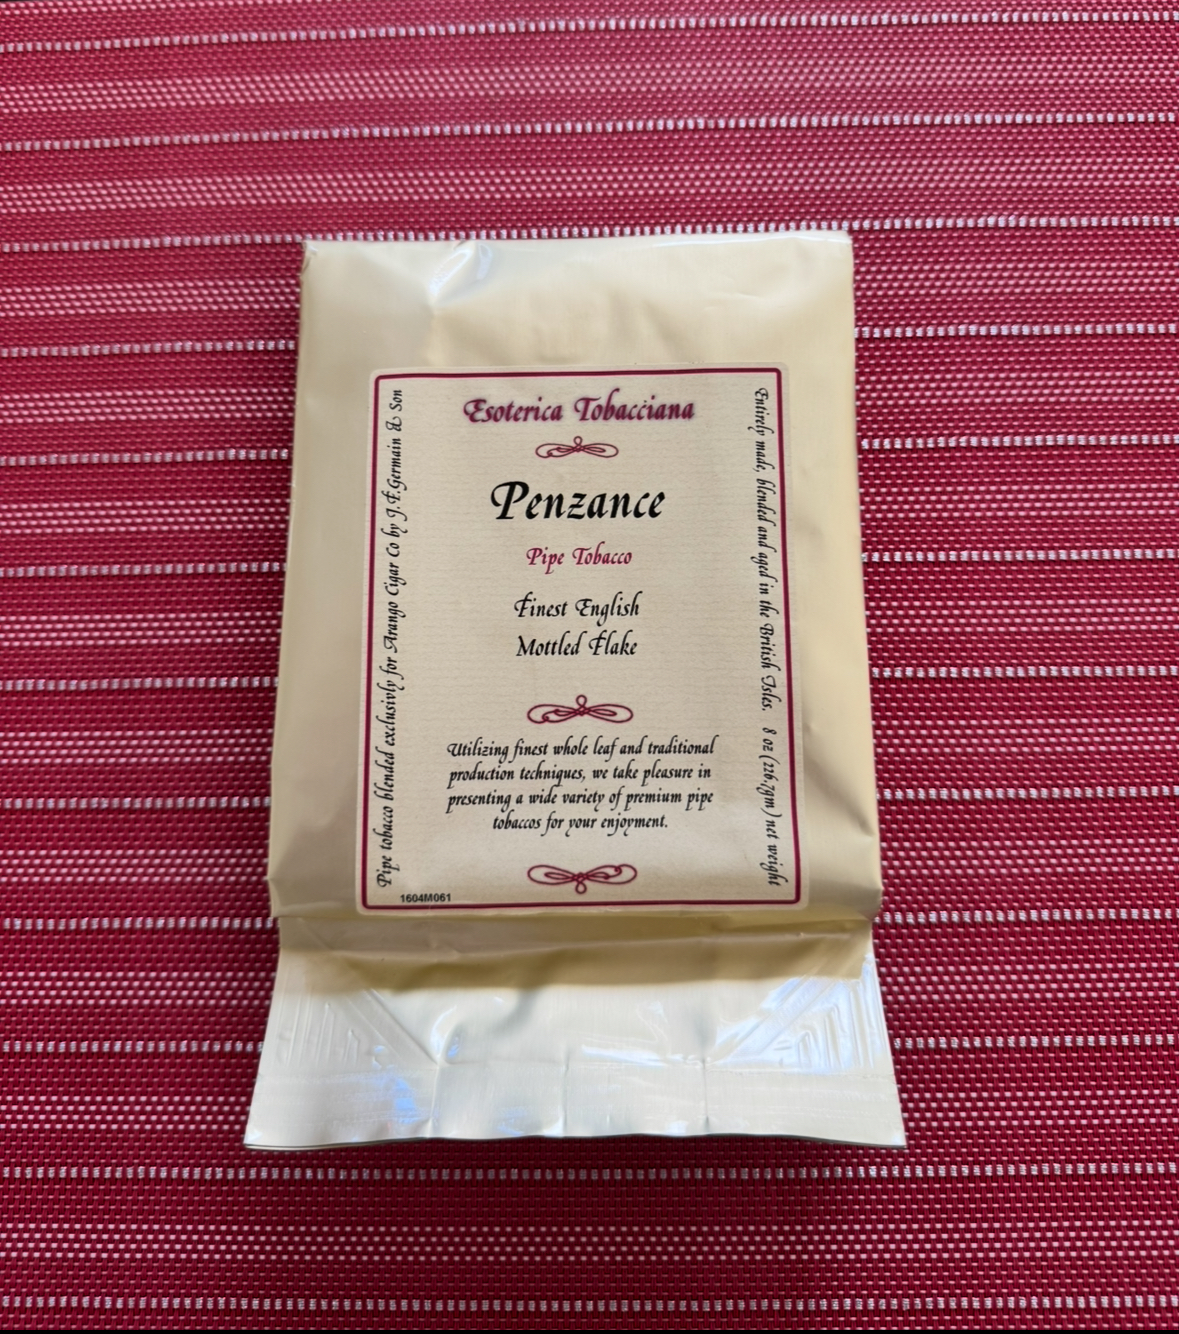 Esoterica Tobacciana
Penzance
Pipe Tobacco
Finest English
Mottled Flake
Utilizing finest whole leaf and traditional
production techniques, we take pleasure in
presenting a wide variety of premium pipe
tobaccos for your enjoyment.
1604M061
Pipe tobacco blended exclusivly for Arango Cigar Co by J.F.Germain & Son
Entirely made, blended and aged in the British Isles. 8 oz (226.7gm) net weight